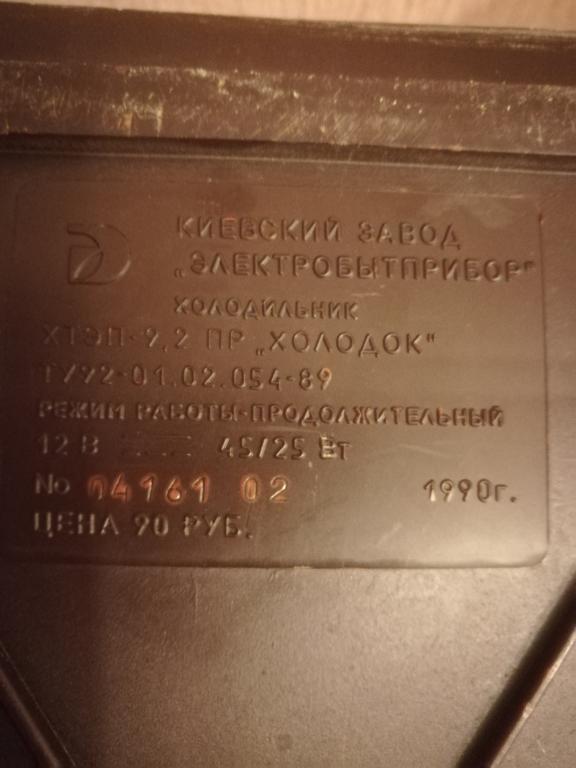 КИЕВСКИЙ ЗАВОД
„ЭЛЕКТРОБЫТПРИБОР"
ХОЛОДИЛЬНИК
ХТЭП-9,2 ПР „ХОЛОДОК"
ТУ92-01.02.054-89
РЕЖИМ РАБОТЫ-ПРОДОЛЖИТЕЛЬНЫЙ
12 В 45/25 Вт
No 04161 02 1990г.
ЦЕНА 90 РУБ.